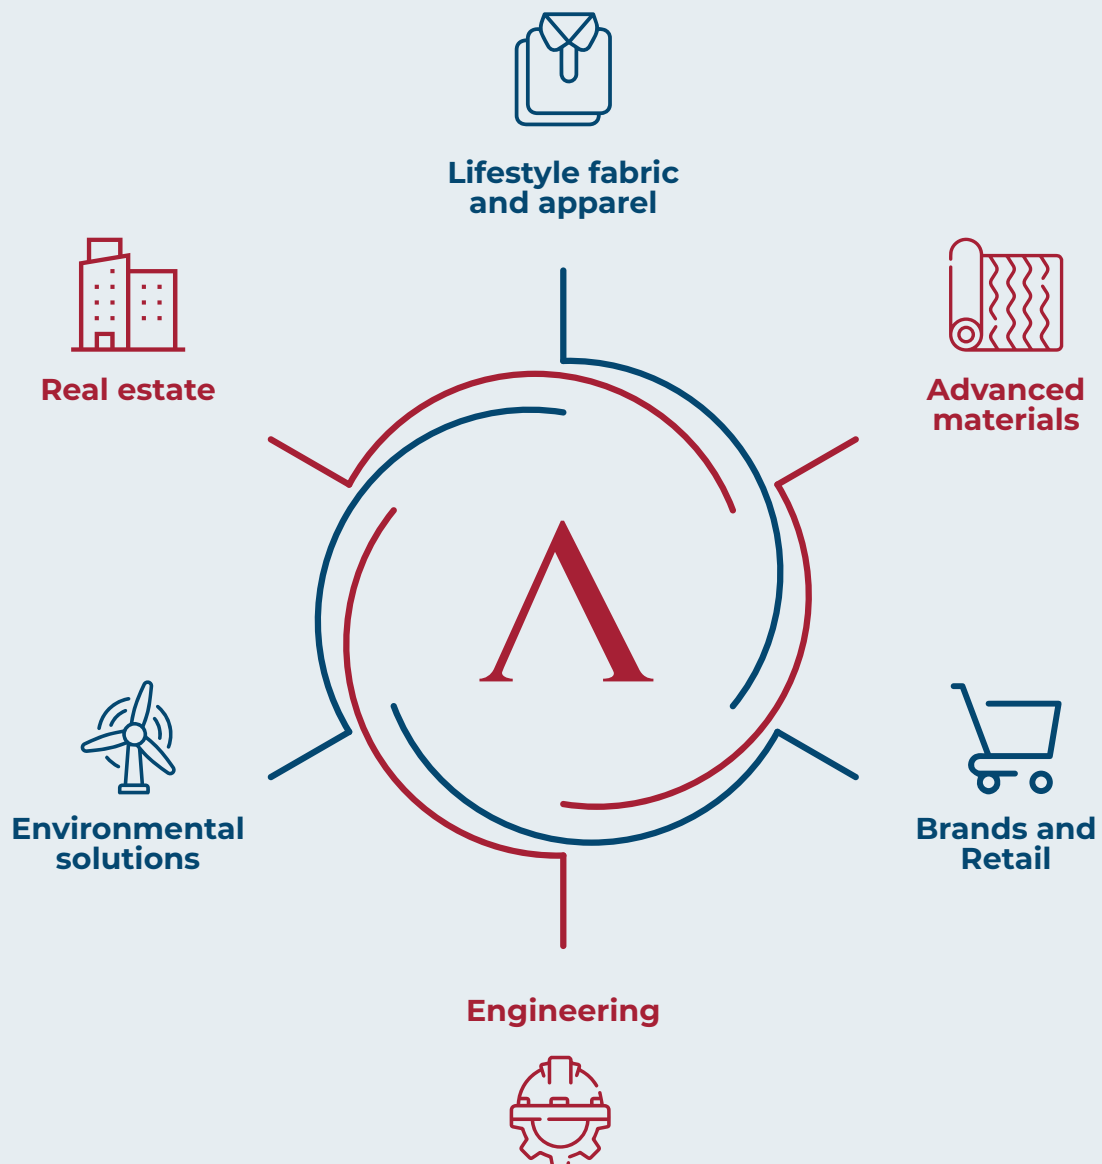 Lifestyle fabric
and apparel
Real estate
Advanced
materials
Environmental
solutions
Brands and
Retail
Engineering